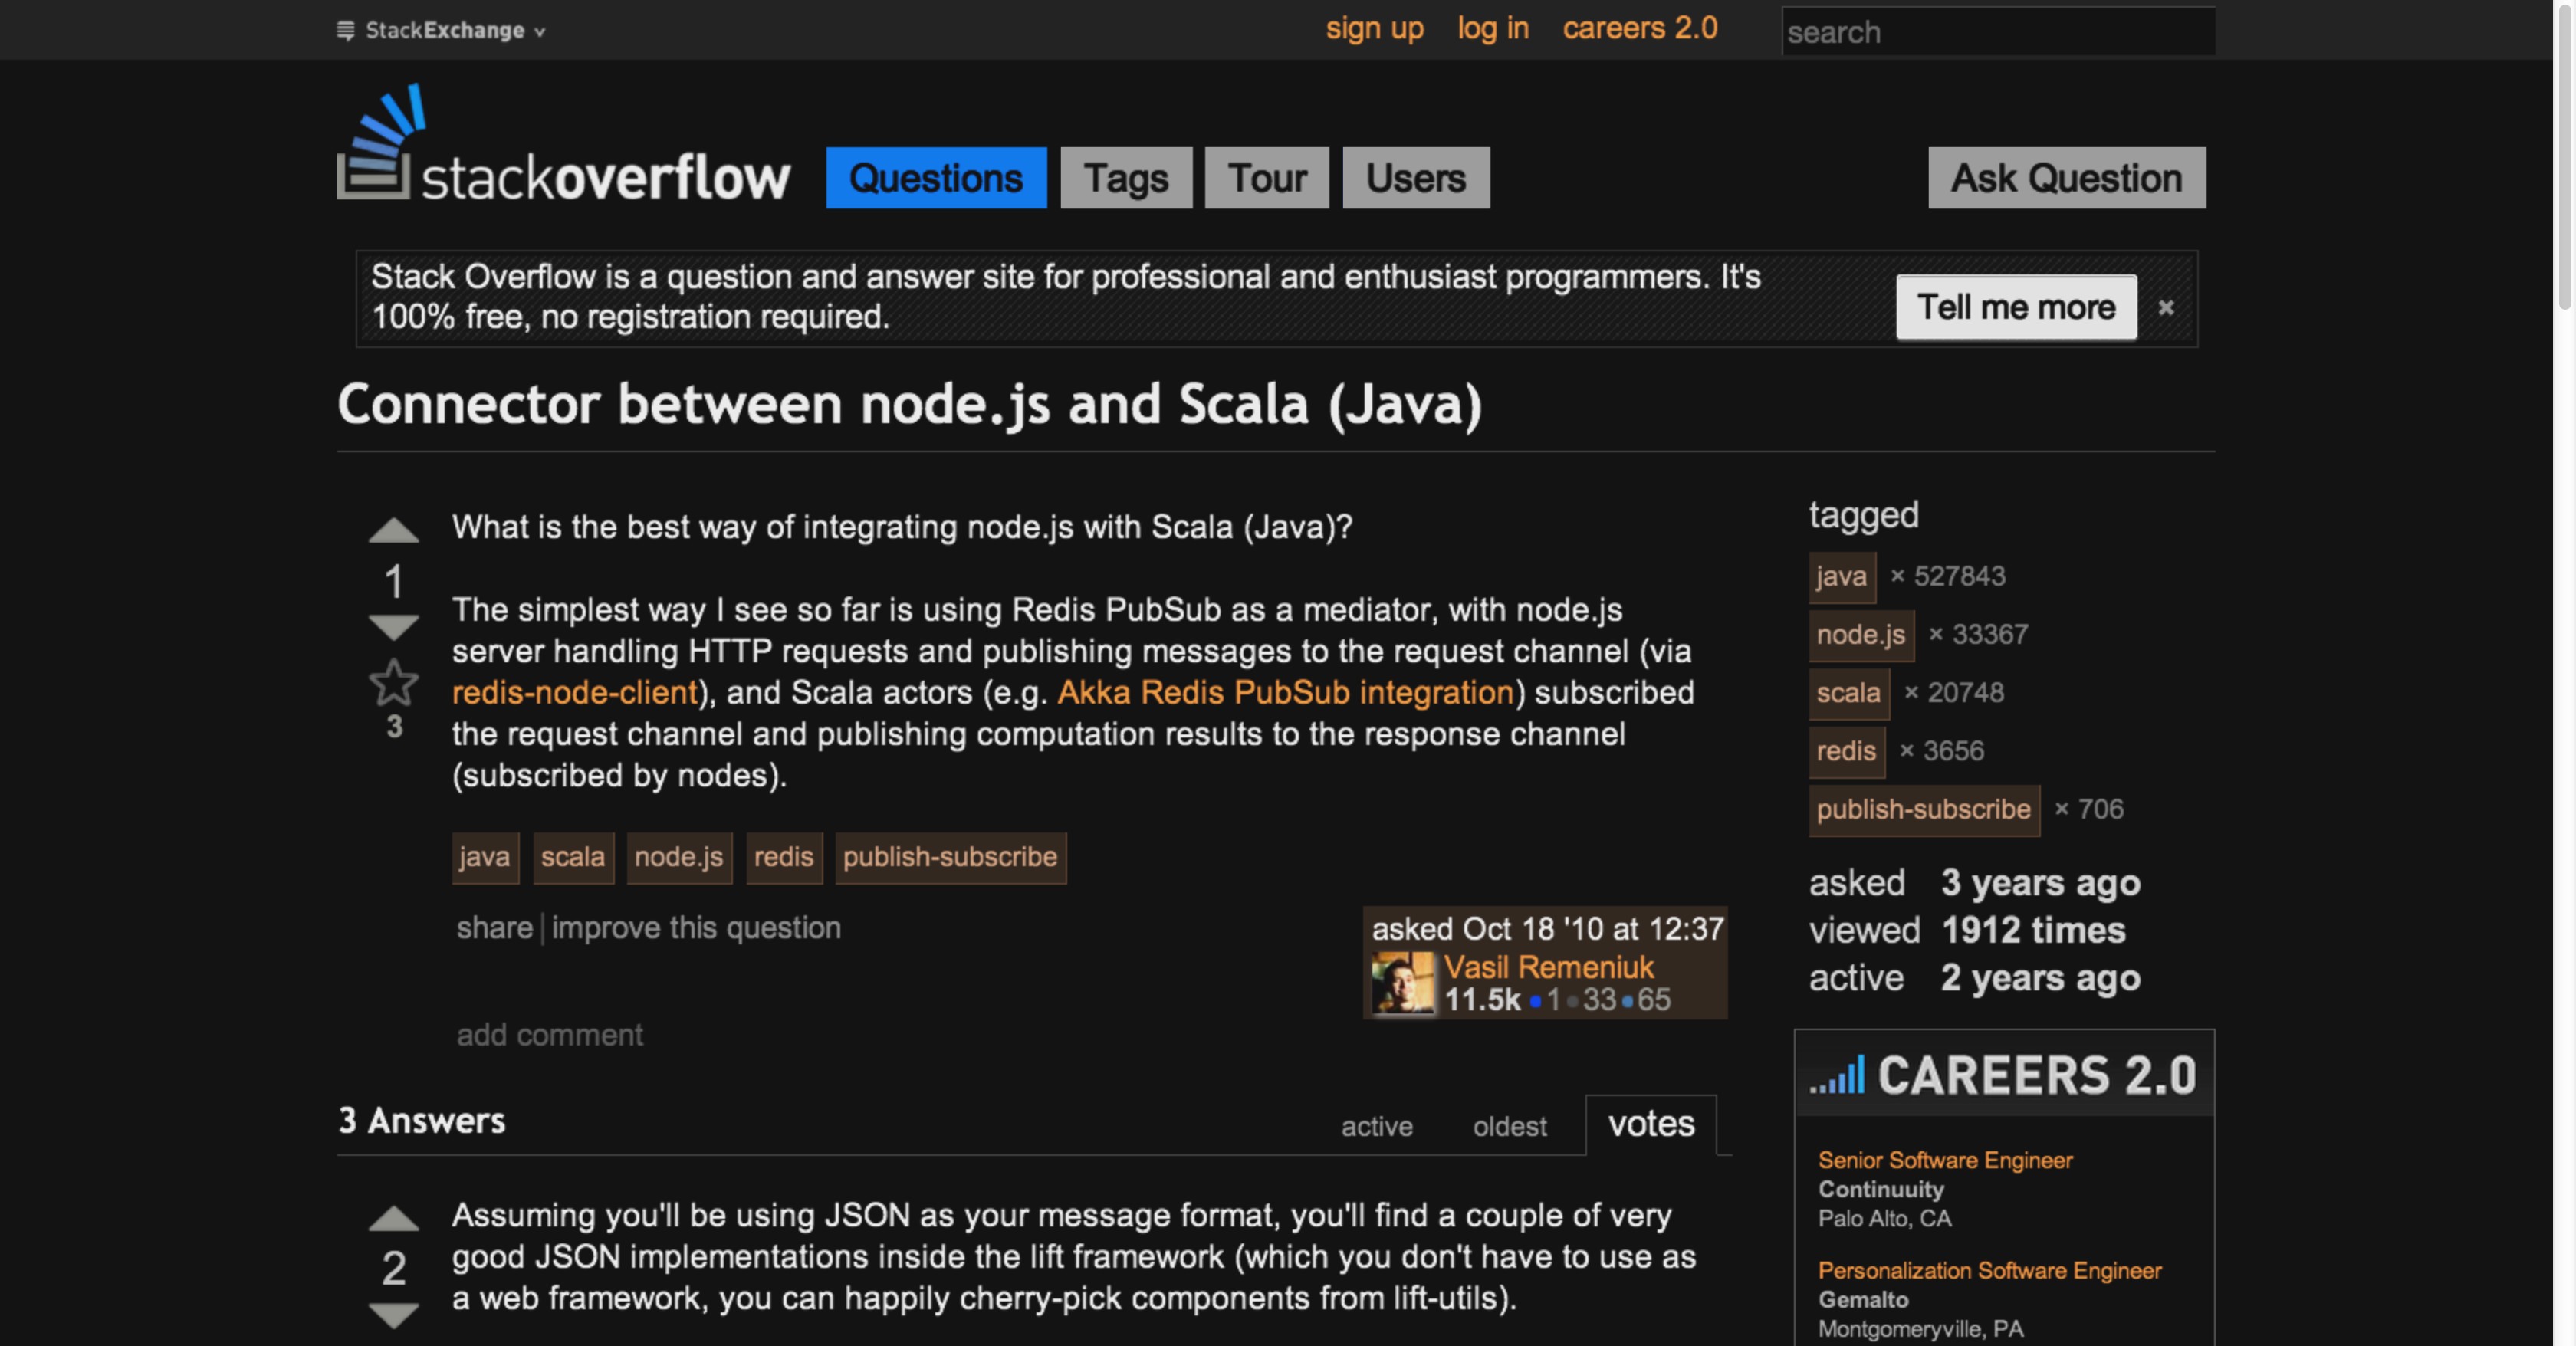 StackExchange
sign up log in careers 2.0 search
stackoverflow
Questions Tags Tour Users Ask Question
Stack Overflow is a question and answer site for professional and enthusiast programmers. It's
100% free, no registration required.
Tell me more ×
Connector between node.js and Scala (Java)
1
3
What is the best way of integrating node.js with Scala (Java)?
The simplest way I see so far is using Redis PubSub as a mediator, with node.js
server handling HTTP requests and publishing messages to the request channel (via
redis-node-client), and Scala actors (e.g. Akka Redis PubSub integration) subscribed
the request channel and publishing computation results to the response channel
(subscribed by nodes).
java scala node.js redis publish-subscribe
share | improve this question
asked Oct 18 '10 at 12:37
Vasil Remeniuk
11.5k 1 33 65
add comment
3 Answers
active oldest votes
2
Assuming you'll be using JSON as your message format, you'll find a couple of very
good JSON implementations inside the lift framework (which you don't have to use as
a web framework, you can happily cherry-pick components from lift-utils).
tagged
java × 527843
node.js × 33367
scala × 20748
redis × 3656
publish-subscribe × 706
asked 3 years ago
viewed 1912 times
active 2 years ago
CAREERS 2.0
Senior Software Engineer
Continuuity
Palo Alto, CA
Personalization Software Engineer
Gemalto
Montgomeryville, PA